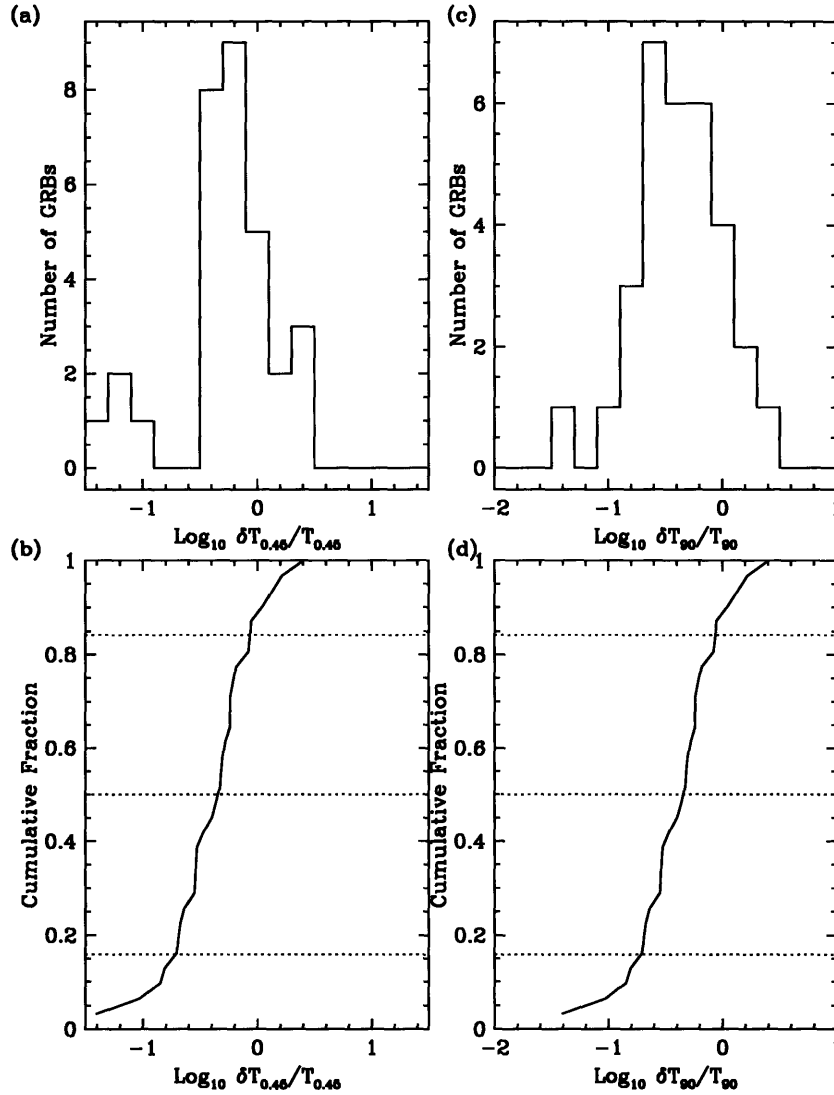 (a)
Number of GRBs
0
2
4
6
8
-1
0
1
Log₁₀ δT₀.₄₅/T₀.₄₅
(c)
Number of GRBs
0
2
4
6
-2
-1
0
1
Log₁₀ δT₉₀/T₉₀
(b)
Cumulative Fraction
0
0.2
0.4
0.6
0.8
1
-1
0
1
Log₁₀ δT₀.₄₅/T₀.₄₅
(d)
Cumulative Fraction
0
0.2
0.4
0.6
0.8
1
-2
-1
0
1
Log₁₀ δT₉₀/T₉₀